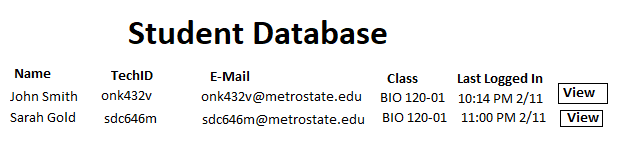 Student Database
Name TechID E-Mail Class Last Logged In
John Smith onk432v onk432v@metrostate.edu BIO 120-01 10:14 PM 2/11 View
Sarah Gold sdc646m sdc646m@metrostate.edu BIO 120-01 11:00 PM 2/11 View